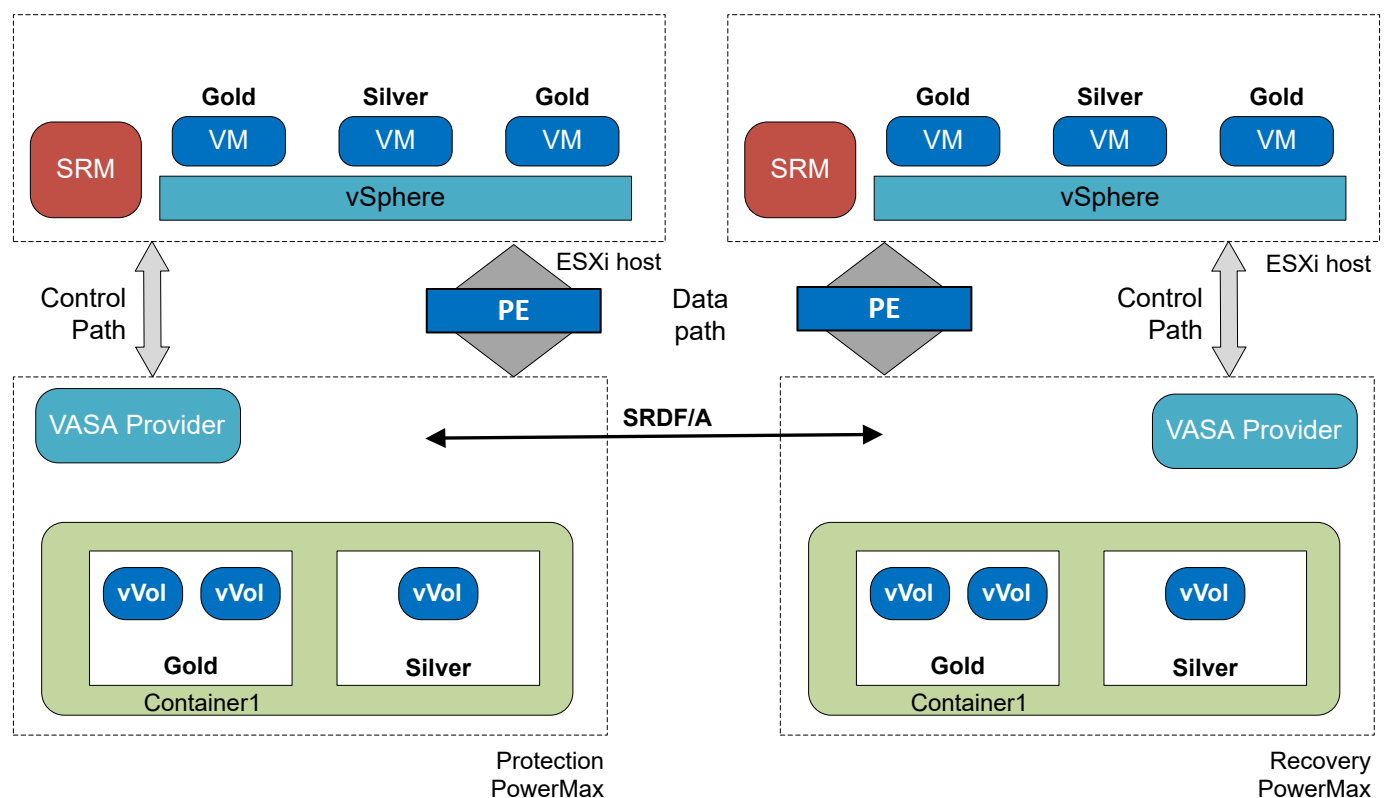 Gold
Silver
Gold
SRM
VM
VM
VM
vSphere
ESXi host
Control
Path
PE
Data
path
Gold
Silver
Gold
SRM
VM
VM
VM
vSphere
ESXi host
PE
Control
Path
VASA Provider
SRDF/A
VASA Provider
vVol
vVol
vVol
Gold
Silver
Container1
Protection
PowerMax
vVol
vVol
vVol
Gold
Silver
Container1
Recovery
PowerMax